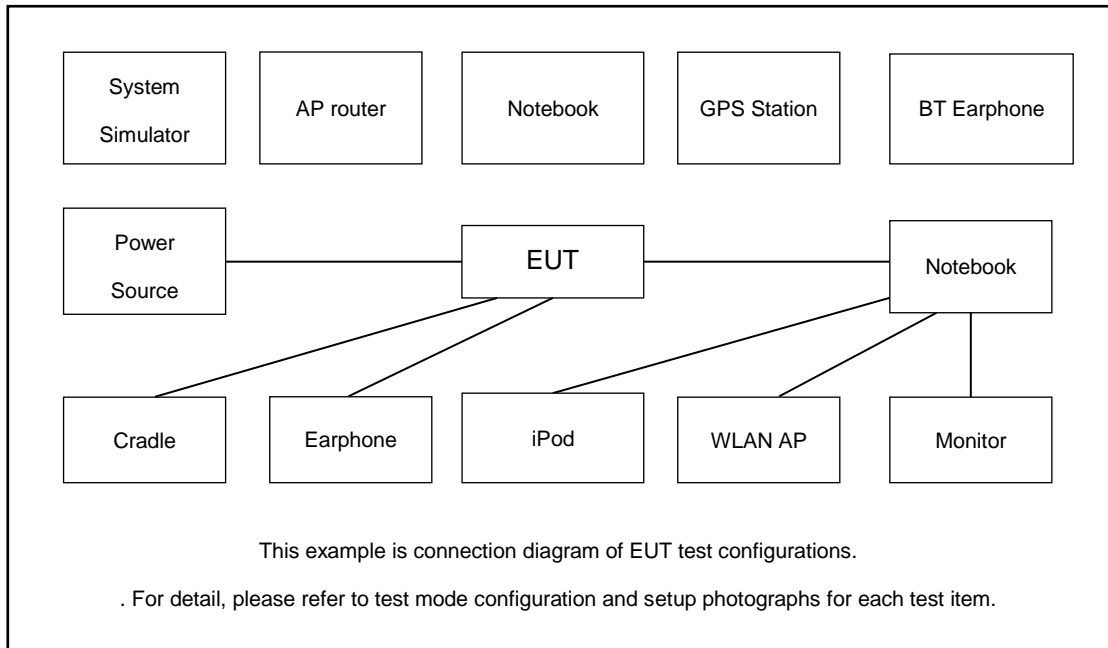 System
Simulator
AP router
Notebook
GPS Station
BT Earphone
Power
Source
EUT
Notebook
Cradle
Earphone
iPod
WLAN AP
Monitor
This example is connection diagram of EUT test configurations.
. For detail, please refer to test mode configuration and setup photographs for each test item.